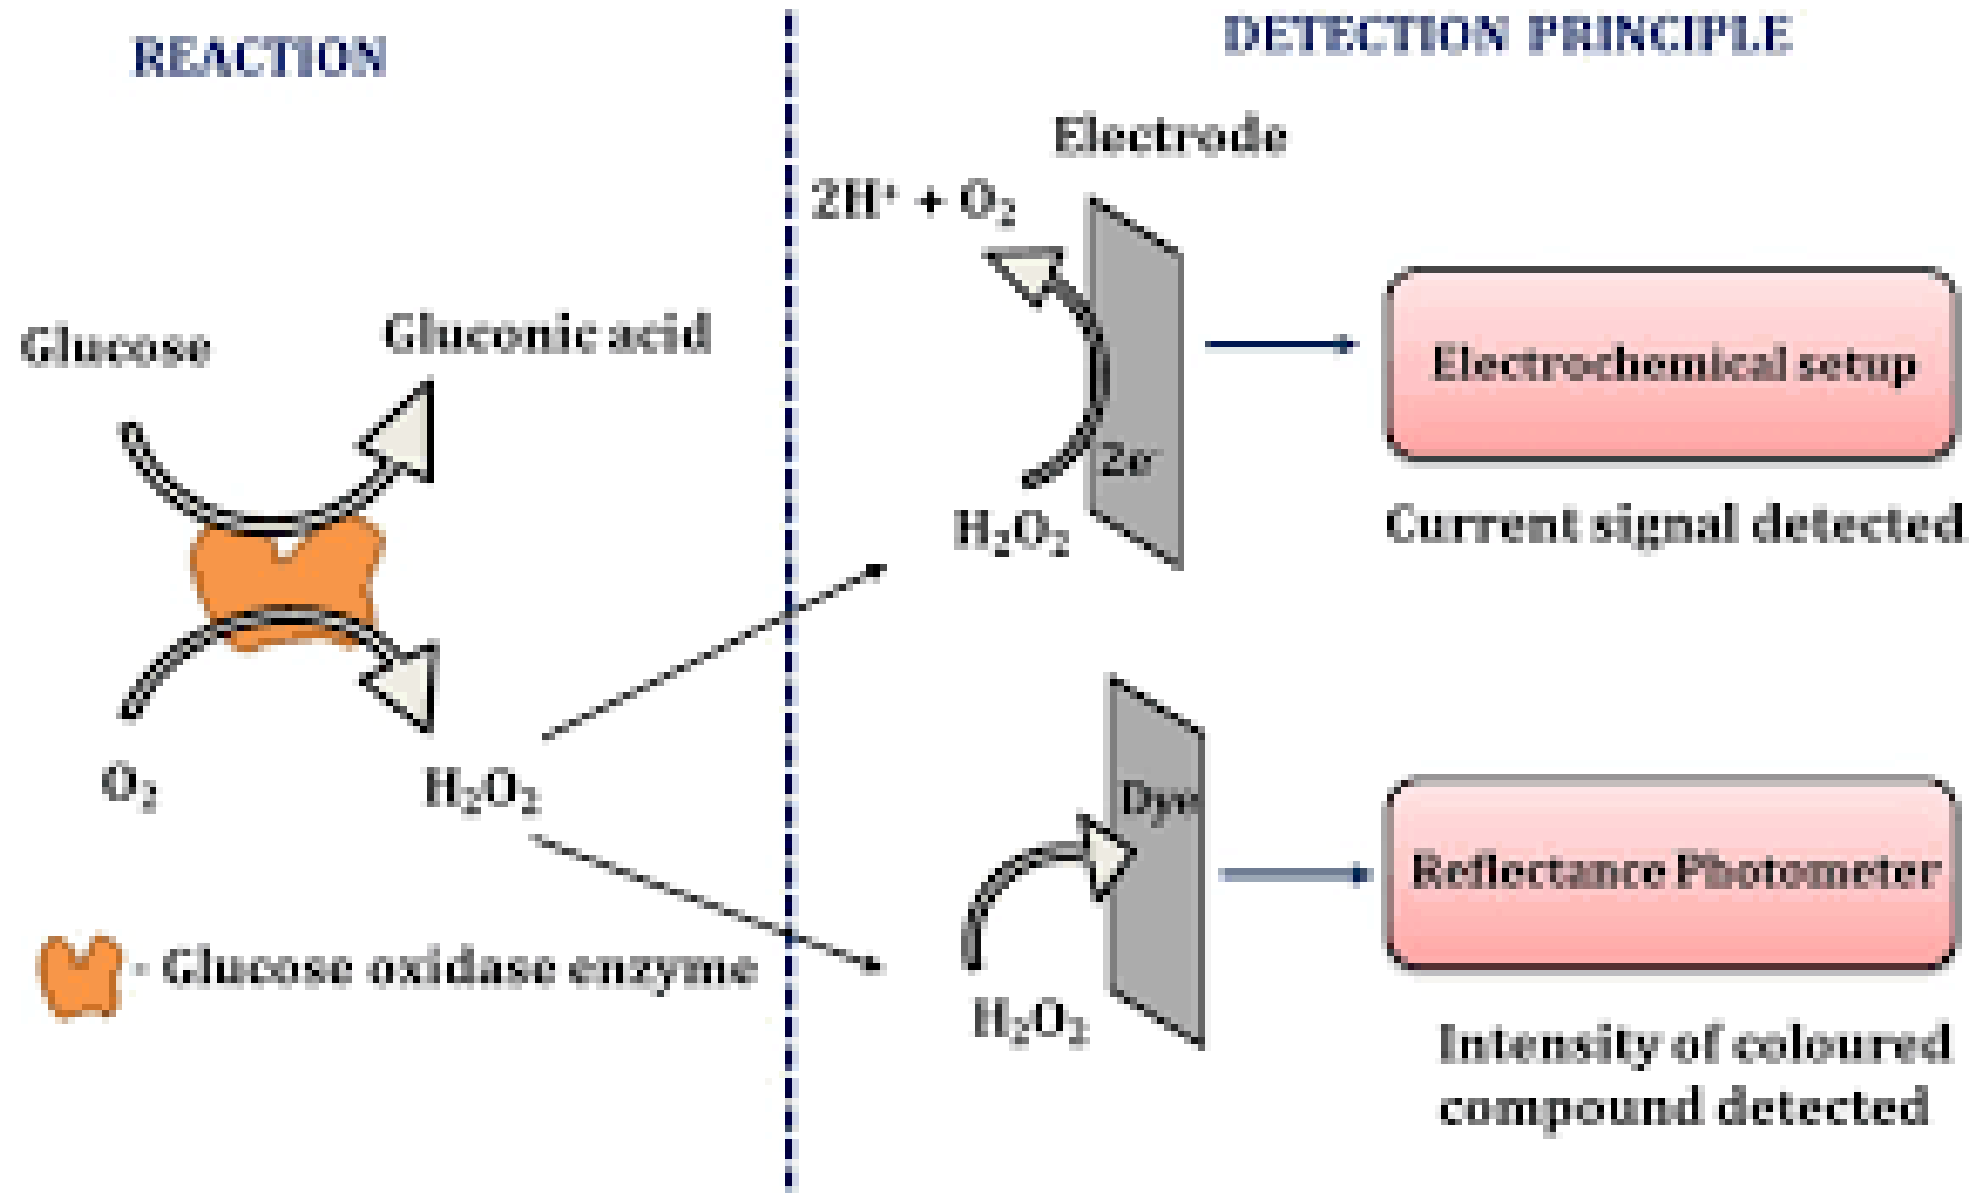 REACTION
DETECTION PRINCIPLE
Glucose
Gluconic acid
O₂
H₂O₂
- Glucose oxidase enzyme
Electrode
2H⁺ + O₂
2e⁻
H₂O₂
Electrochemical setup
Current signal detected
Dye
H₂O₂
Reflectance Photometer
Intensity of coloured
compound detected